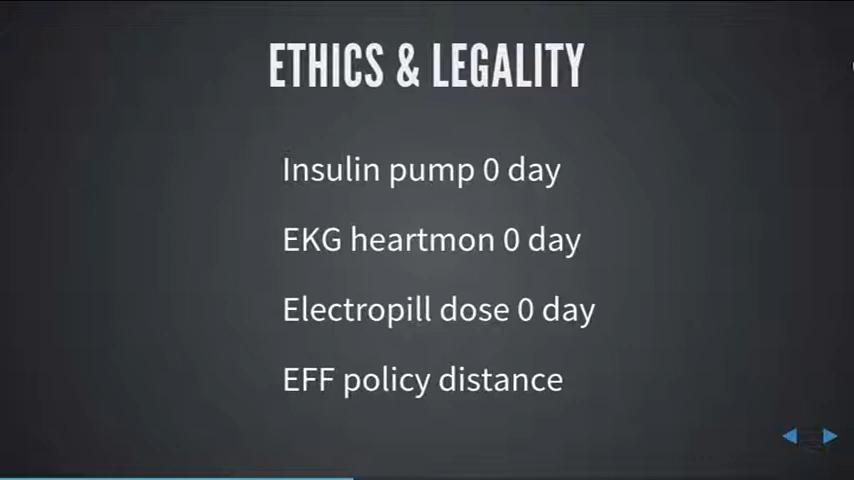 ETHICS & LEGALITY
Insulin pump 0 day
EKG heartmon 0 day
Electropill dose 0 day
EFF policy distance